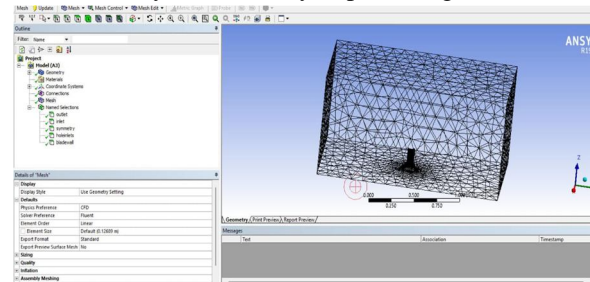 Mesh Update Mesh Mesh Control Mesh Edit Metric Graph Probe
Outline
Filter: Name
Project
Model (A3)
Geometry
Materials
Coordinate Systems
Connections
Mesh
Named Selections
outlet
inlet
symmetry
holeinlets
bladewall
ANSY
R19
Z
0.000 0.500
0.250 0.750
Geometry Print Preview Report Preview
Details of "Mesh"
Display
Display Style Use Geometry Setting
Defaults
Physics Preference CFD
Solver Preference Fluent
Element Order Linear
Element Size
Export Format Standard
Export Preview Surface Mesh No
Sizing
Quality
Inflation
Assembly Meshing
Messages
Text Association Timestamp